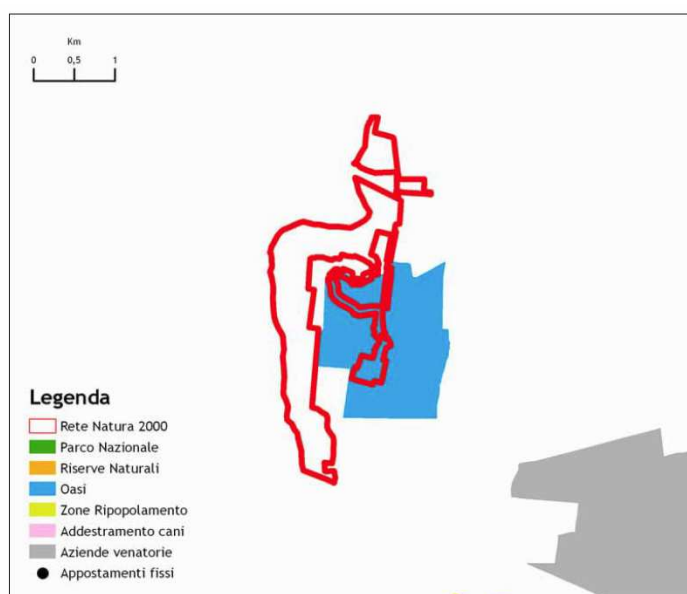 Km
0 0,5 1
Legenda
Rete Natura 2000
Parco Nazionale
Riserve Naturali
Oasi
Zone Ripopolamento
Addestramento cani
Aziende venatorie
Appostamenti fissi